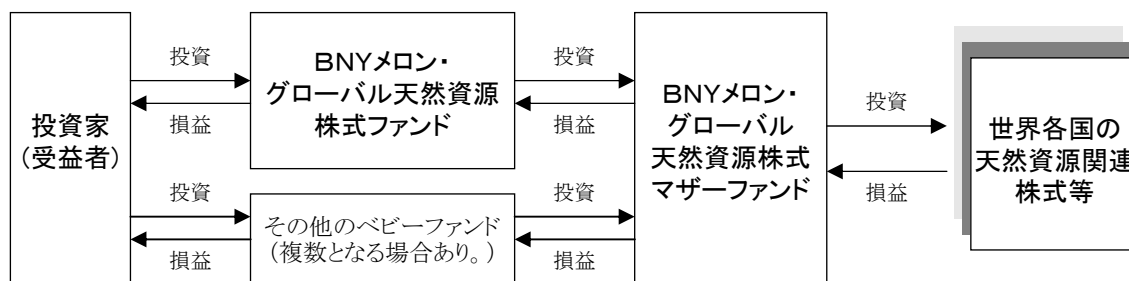 投資家
(受益者)
投資
損益
BNYメロン・
グローバル天然資源
株式ファンド
投資
損益
投資
損益
その他のベビーファンド
(複数となる場合あり。)
投資
損益
BNYメロン・
グローバル
天然資源株式
マザーファンド
投資
損益
世界各国の
天然資源関連
株式等